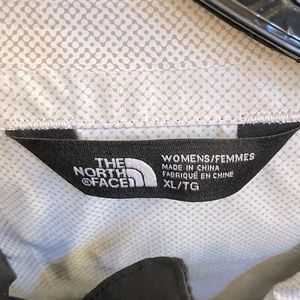 THE
NORTH
FACE
WOMENS/FEMMES
MADE IN CHINA
FABRIQUÉ EN CHINE
XL/TG